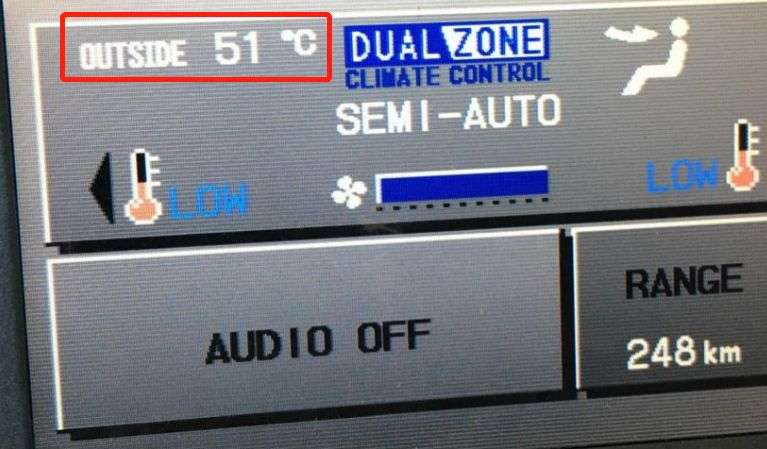 OUTSIDE 51 °C
DUAL ZONE
CLIMATE CONTROL
SEMI-AUTO
LOW
LOW
AUDIO OFF
RANGE
248 km